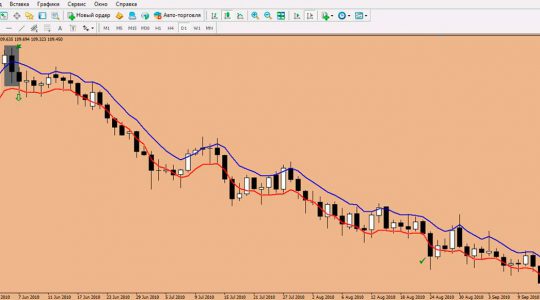 Вставка Графики Сервис Окно Справка
Новый ордер Авто-торговля
A T M1 M5 M15 M30 H1 H4 D1 W1 MN
109.635 109.694 109.323 109.450
2010 7 Jun 2010 11 Jun 2010 17 Jun 2010 23 Jun 2010 29 Jun 2010 5 Jul 2010 9 Jul 2010 15 Jul 2010 21 Jul 2010 27 Jul 2010 2 Aug 2010 6 Aug 2010 12 Aug 2010 18 Aug 2010 24 Aug 2010 30 Aug 2010 3 Sep 2010 9 Sep 2010